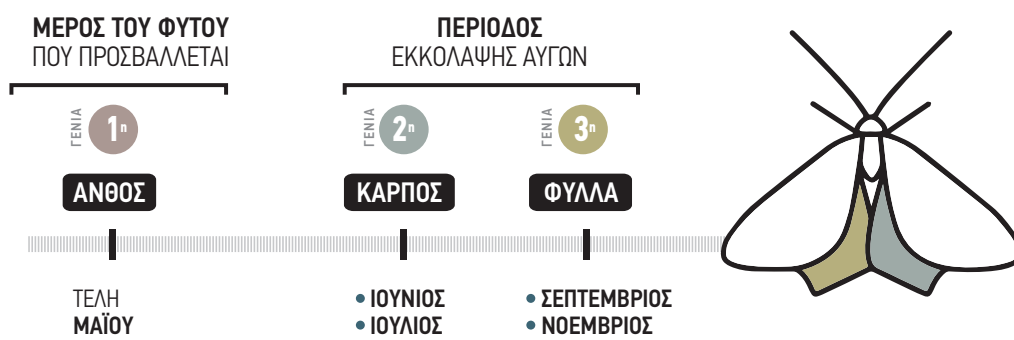 ΜΕΡΟΣ ΤΟΥ ΦΥΤΟΥ
ΠΟΥ ΠΡΟΣΒΑΛΛΕΤΑΙ
ΠΕΡΙΟΔΟΣ
ΕΚΚΟΛΑΨΗΣ ΑΥΓΩΝ
ΓΕΝΙΑ 1η
ΓΕΝΙΑ 2η
ΓΕΝΙΑ 3η
ΑΝΘΟΣ
ΚΑΡΠΟΣ
ΦΥΛΛΑ
ΤΕΛΗ
ΜΑΪΟΥ
• ΙΟΥΝΙΟΣ
• ΙΟΥΛΙΟΣ
• ΣΕΠΤΕΜΒΡΙΟΣ
• ΝΟΕΜΒΡΙΟΣ